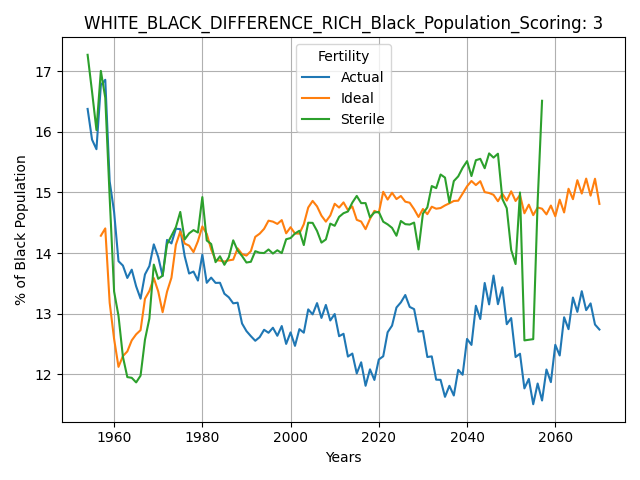 WHITE_BLACK_DIFFERENCE_RICH_Black_Population_Scoring: 3
Fertility
Actual
Ideal
Sterile
% of Black Population
17
16
15
14
13
12
1960 1980 2000 2020 2040 2060
Years